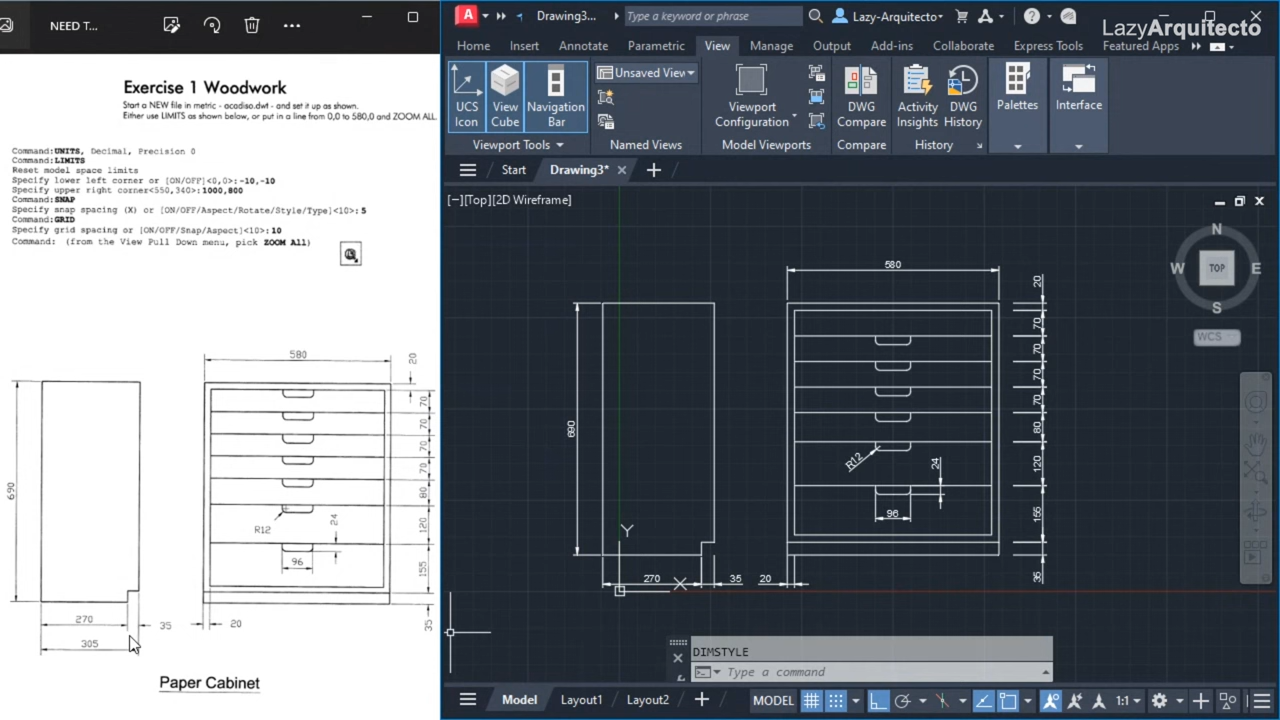 NEED T...
Exercise 1 Woodwork
Start a NEW file in metric - acadiso.dwt - and set it up as shown.
Either use LIMITS as shown below, or put in a line from 0,0 to 580,0 and ZOOM ALL.
Command:UNITS, Decimal, Precision 0
Command:LIMITS
Reset model space limits
Specify lower left corner or [ON/OFF]<0,0>:-10,-10
Specify upper right corner<550,340>:1000,800
Command:SNAP
Specify snap spacing (X) or [ON/OFF/Aspect/Rotate/Style/Type]<10>:5
Command:GRID
Specify grid spacing or [ON/OFF/Snap/Aspect]<10>:10
Command: (from the View Pull Down menu, pick ZOOM All)
580
20
70
70
70
70
80
120
155
35
690
R12
24
96
270
35
20
305
Paper Cabinet
A
Drawing3...
Type a keyword or phrase
Lazy-Arquitecto
LazyArquitecto
Home Insert Annotate Parametric View Manage Output Add-ins Collaborate Express Tools Featured Apps
UCS Icon
View Cube
Navigation Bar
Unsaved View
Viewport Configuration
DWG Compare
Activity Insights
DWG History
Palettes
Interface
Viewport Tools
Named Views
Model Viewports
Compare
History
Start
Drawing3*
[−][Top][2D Wireframe]
N
W
TOP
E
S
WCS
580
20
70
70
70
70
80
120
155
35
690
R12
24
96
Y
X
270
35
20
DIMSTYLE
Type a command
Model
Layout1
Layout2
MODEL
1:1